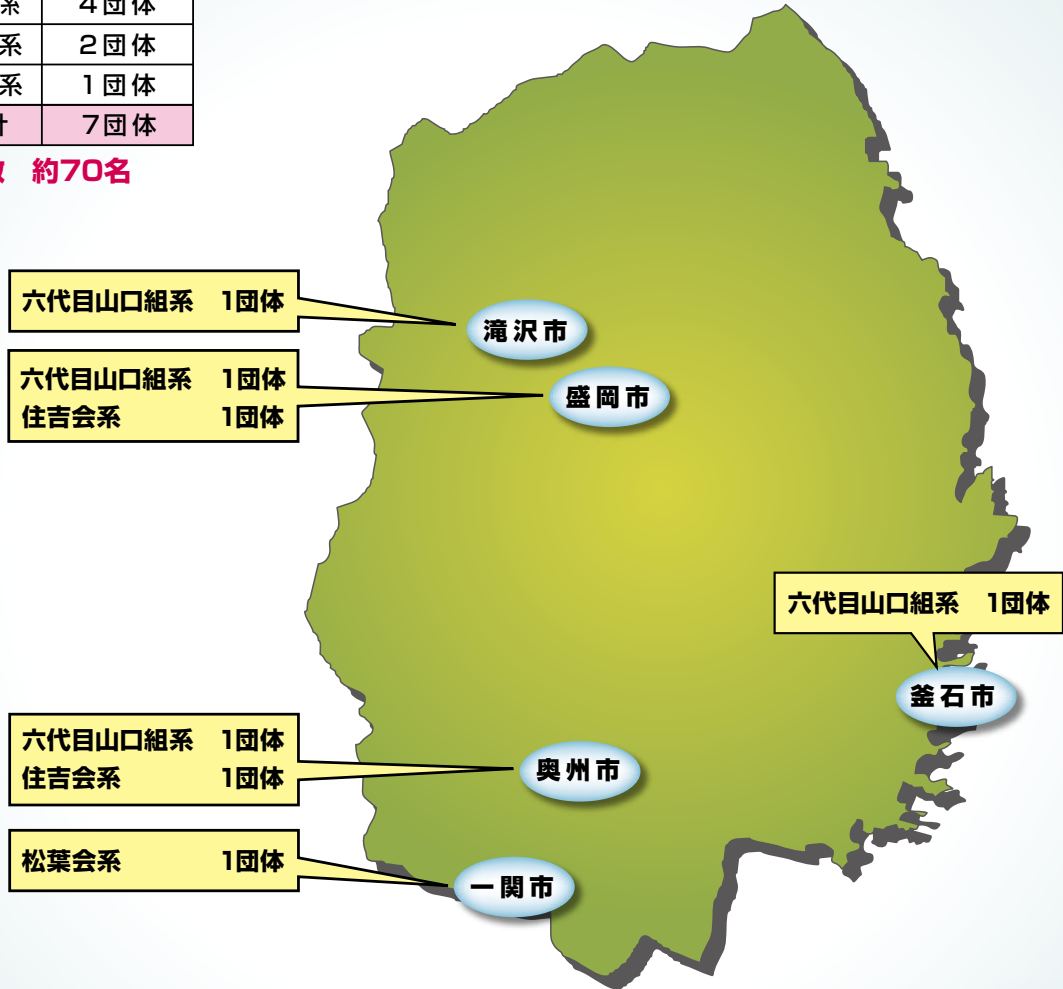 系 4団体
系 2団体
系 1団体
計 7団体
数 約70名
六代目山口組系 1団体
滝沢市
六代目山口組系 1団体
住吉会系 1団体
盛岡市
六代目山口組系 1団体
釜石市
六代目山口組系 1団体
住吉会系 1団体
奥州市
松葉会系 1団体
一関市